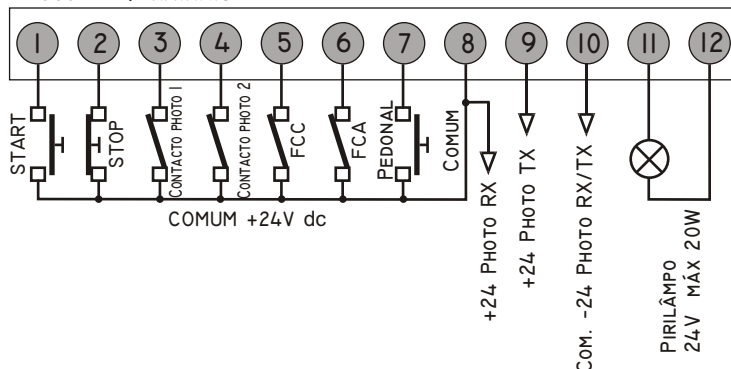 1 2 3 4 5 6 7 8 9 10 11 12
START
STOP
CONTACTO PHOTO 1
CONTACTO PHOTO 2
FCC
FCA
PEDONAL
COMUM
COMUM +24V dc
+24 PHOTO RX
+24 PHOTO TX
COM. -24 PHOTO RX/TX
PIRILÂMPO
24V MÁX 20W